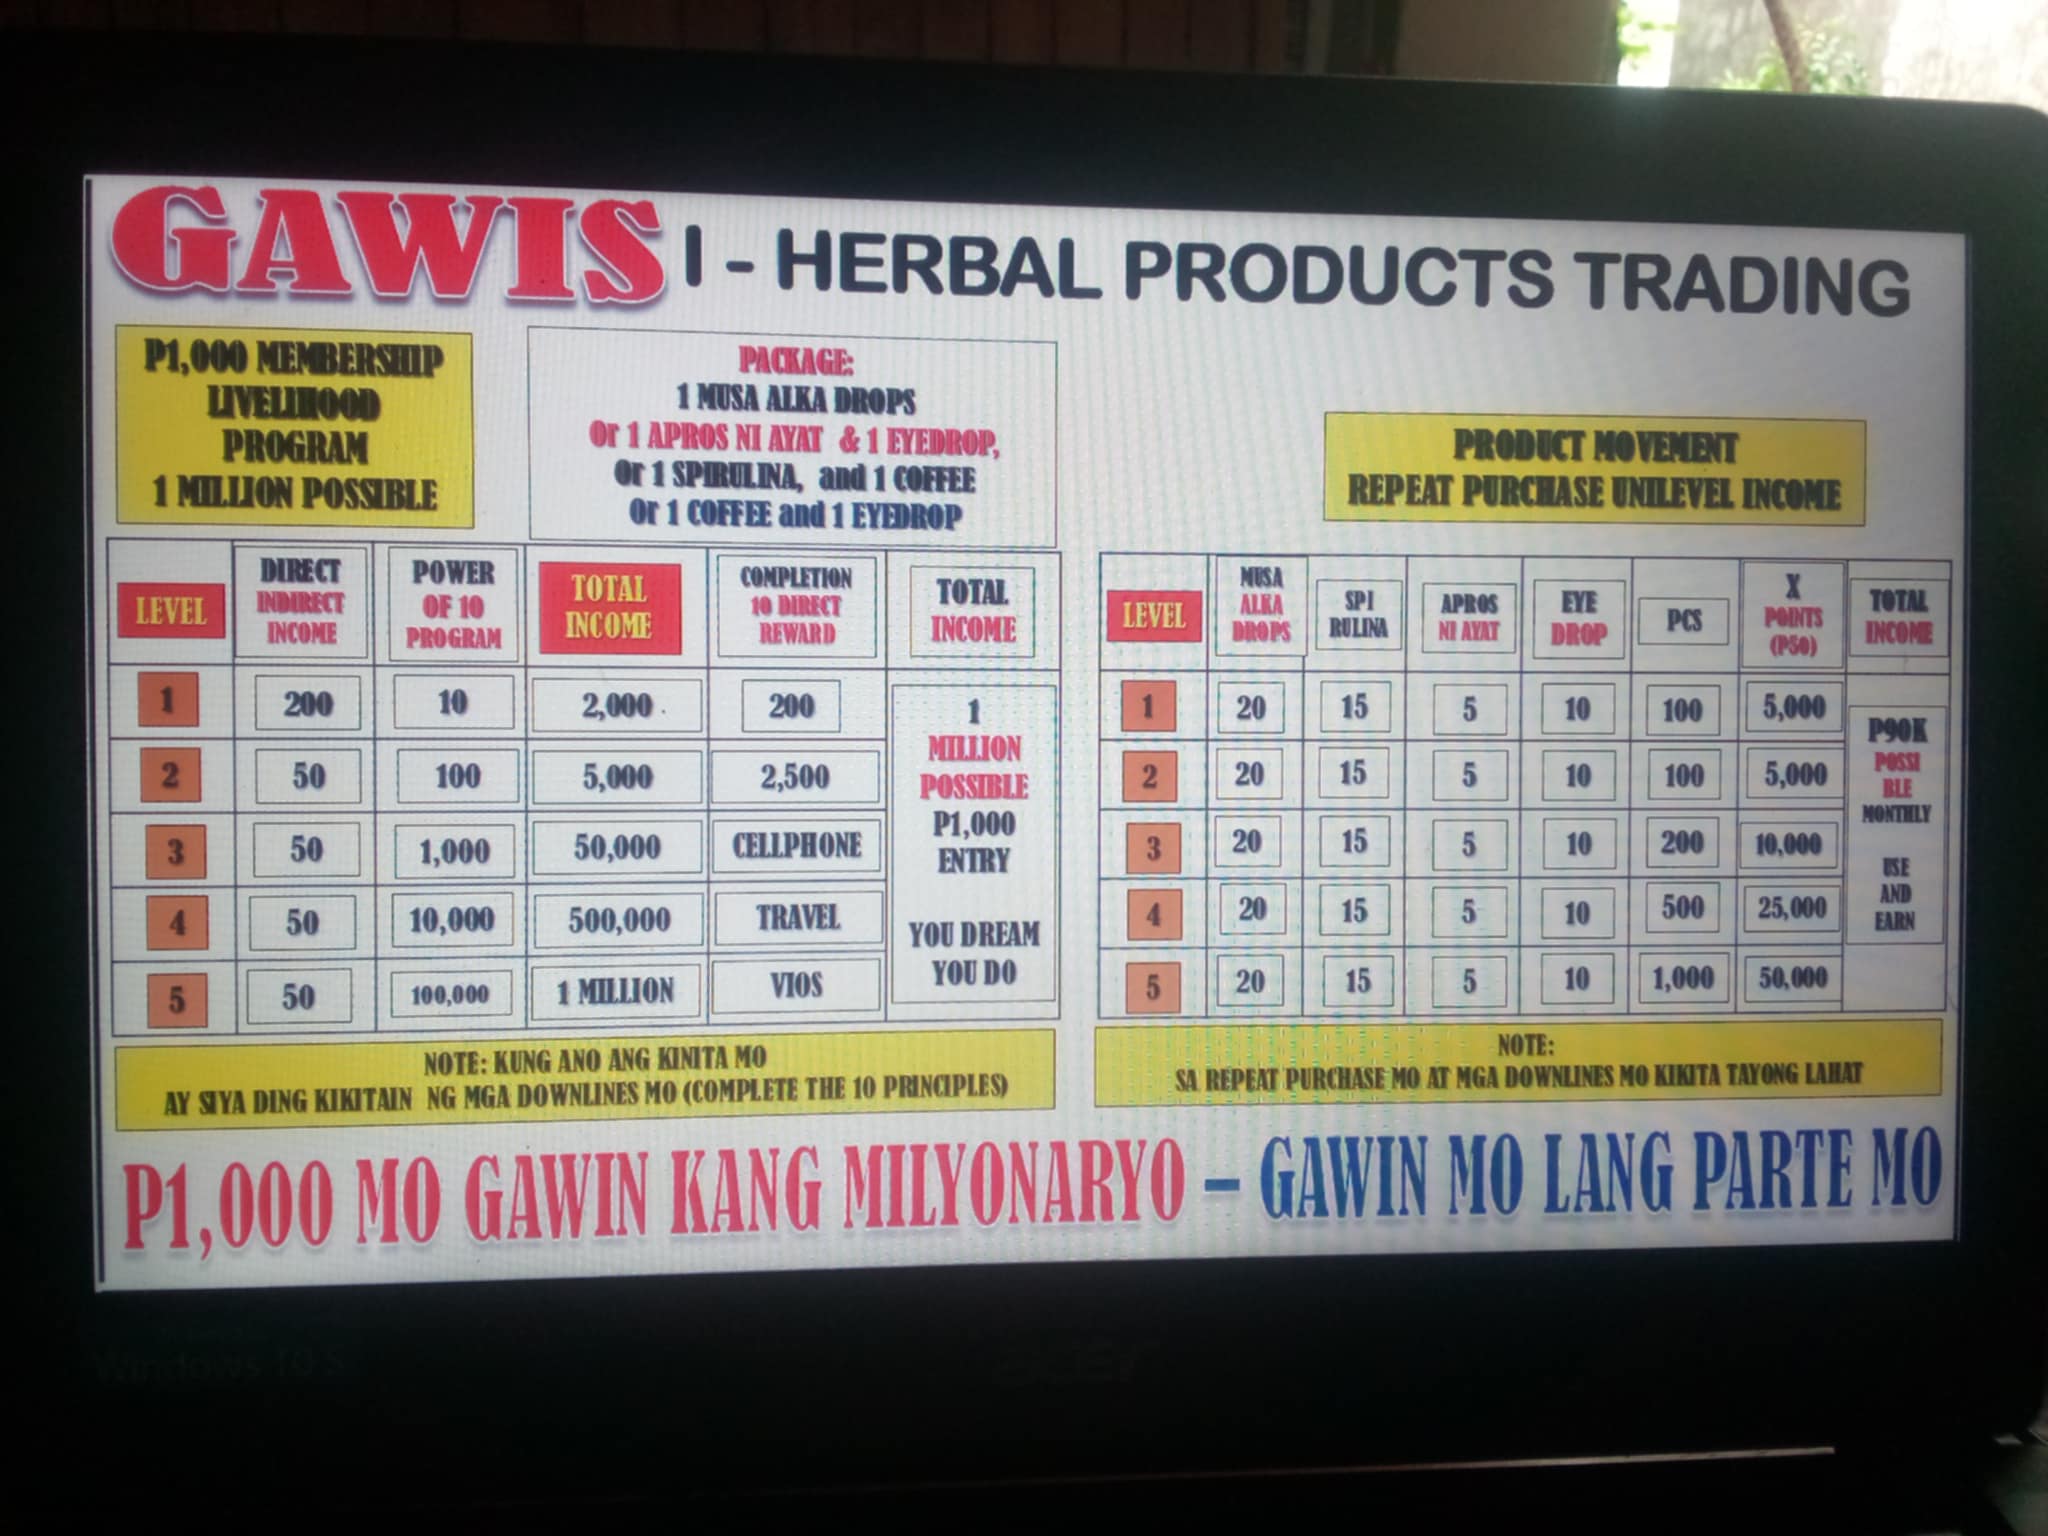 GAWIS I - HERBAL PRODUCTS TRADING
P1,000 MEMBERSHIP
LIVELIHOOD
PROGRAM
1 MILLION POSSIBLE
PACKAGE:
1 MUSA ALKA DROPS
Or 1 APROS NI AYAT & 1 EYEDROP,
Or 1 SPIRULINA, and 1 COFFEE
Or 1 COFFEE and 1 EYEDROP
PRODUCT MOVEMENT
REPEAT PURCHASE UNILEVEL INCOME
LEVEL
DIRECT
INDIRECT
INCOME
POWER
OF 10
PROGRAM
TOTAL
INCOME
COMPLETION
10 DIRECT
REWARD
TOTAL
INCOME
1 200 10 2,000 200
2 50 100 5,000 2,500
3 50 1,000 50,000 CELLPHONE
4 50 10,000 500,000 TRAVEL
5 50 100,000 1 MILLION VIOS
1
MILLION
POSSIBLE
P1,000
ENTRY
YOU DREAM
YOU DO
LEVEL
MUSA
ALKA
DROPS
SPI
RULINA
APROS
NI AYAT
EYE
DROP
PCS
X
POINTS
(P50)
TOTAL
INCOME
1 20 15 5 10 100 5,000
2 20 15 5 10 100 5,000
3 20 15 5 10 200 10,000
4 20 15 5 10 500 25,000
5 20 15 5 10 1,000 50,000
P90K
POSSI
BLE
MONTHLY
USE
AND
EARN
NOTE: KUNG ANO ANG KINITA MO
AY SIYA DING KIKITAIN NG MGA DOWNLINES MO (COMPLETE THE 10 PRINCIPLES)
NOTE:
SA REPEAT PURCHASE MO AT MGA DOWNLINES MO KIKITA TAYONG LAHAT
P1,000 MO GAWIN KANG MILYONARYO – GAWIN MO LANG PARTE MO
Windows 10 S
acer